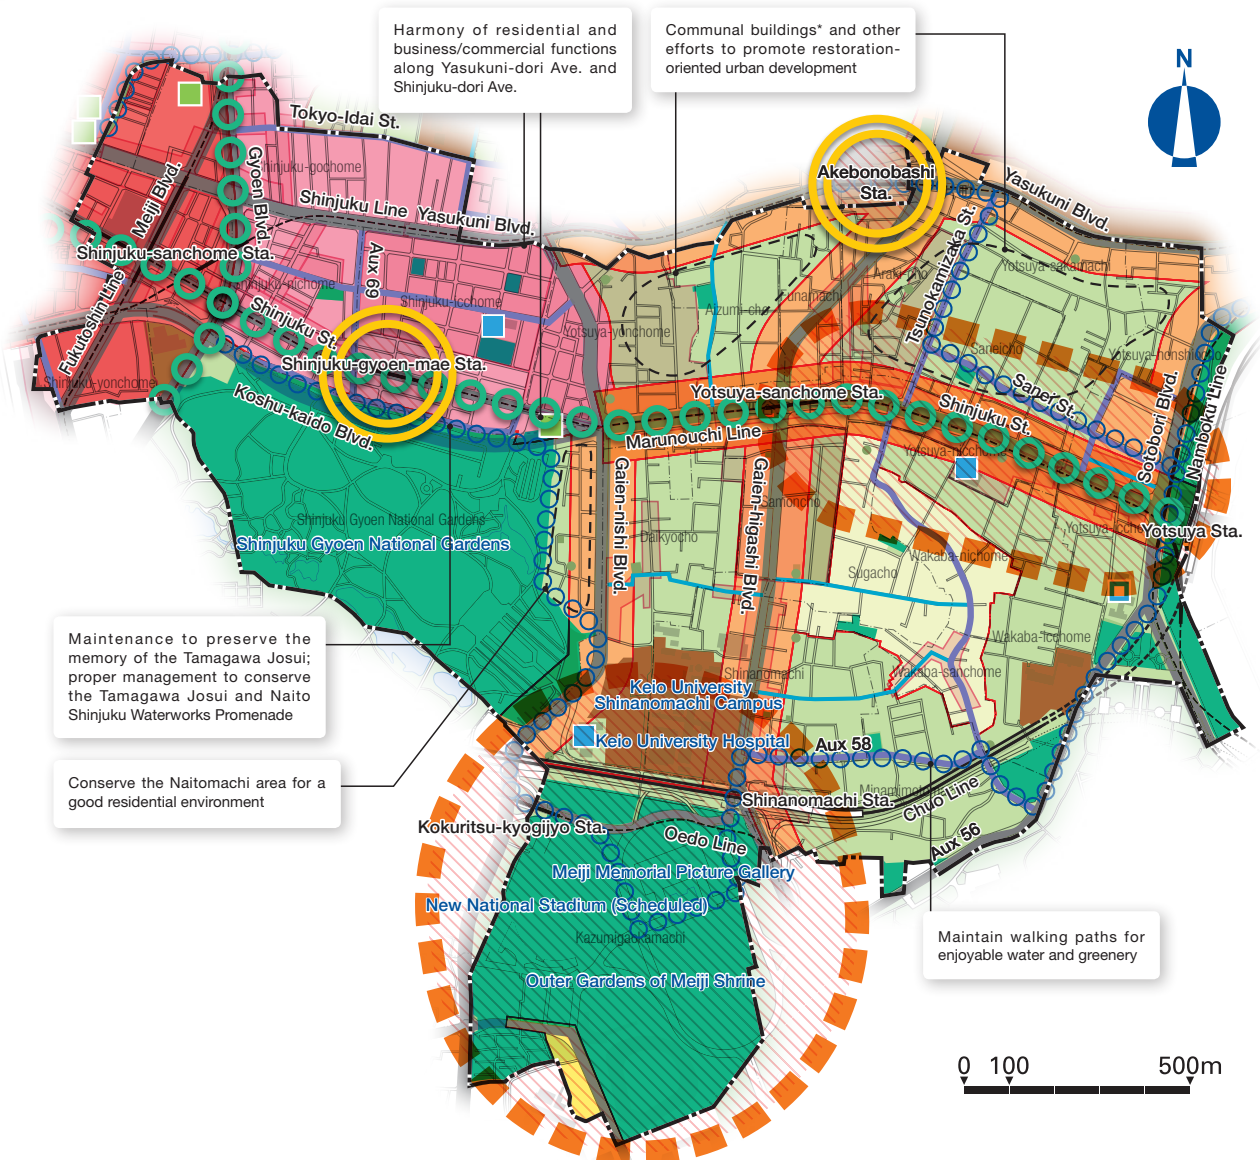 Harmony of residential and
business/commercial functions
along Yasukuni-dori Ave. and
Shinjuku-dori Ave.
Communal buildings* and other
efforts to promote restoration-
oriented urban development
N
Tokyo-Idai St.
Shinjuku-gochome
Gyoen Blvd.
Meiji Blvd.
Shinjuku Line
Yasukuni Blvd.
Akebonobashi
Sta.
Yasukuni Blvd.
Shinjuku-sanchome Sta.
Aux 69
Shinjuku-nichome
Shinjuku-icchome
Fukutoshin Line
Shinjuku St.
Shinjuku-gyoen-mae Sta.
Shinjuku-yonchome
Koshu-kaido Blvd.
Yotsuya-yonchome
Aizumi-cho
Funamachi
Araki-cho
Tsunokamizaka St.
Yotsuya-sakamachi
Saneicho
Yotsuya-honshiocho
Sanei St.
Yotsuya-sanchome Sta.
Shinjuku St.
Marunouchi Line
Sotobori Blvd.
Namboku Line
Yotsuya-nicchome
Yotsuya-icchome
Yotsuya Sta.
Gaien-nishi Blvd.
Gaien-higashi Blvd.
Samoncho
Daikyocho
Sugacho
Wakaba-nichome
Wakaba-icchome
Wakaba-sanchome
Shinjuku Gyoen National Gardens
Shinjuku Gyoen National Gardens
Maintenance to preserve the
memory of the Tamagawa Josui;
proper management to conserve
the Tamagawa Josui and Naito
Shinjuku Waterworks Promenade
Shinanomachi
Keio University
Shinanomachi Campus
Keio University Hospital
Aux 58
Conserve the Naitomachi area for a
good residential environment
Shinanomachi Sta.
Chuo Line
Kokuritsu-kyogijyo Sta.
Oedo Line
Aux 56
Meiji Memorial Picture Gallery
New National Stadium (Scheduled)
Kazumigaokamachi
Outer Gardens of Meiji Shrine
Maintain walking paths for
enjoyable water and greenery
0 100 500m